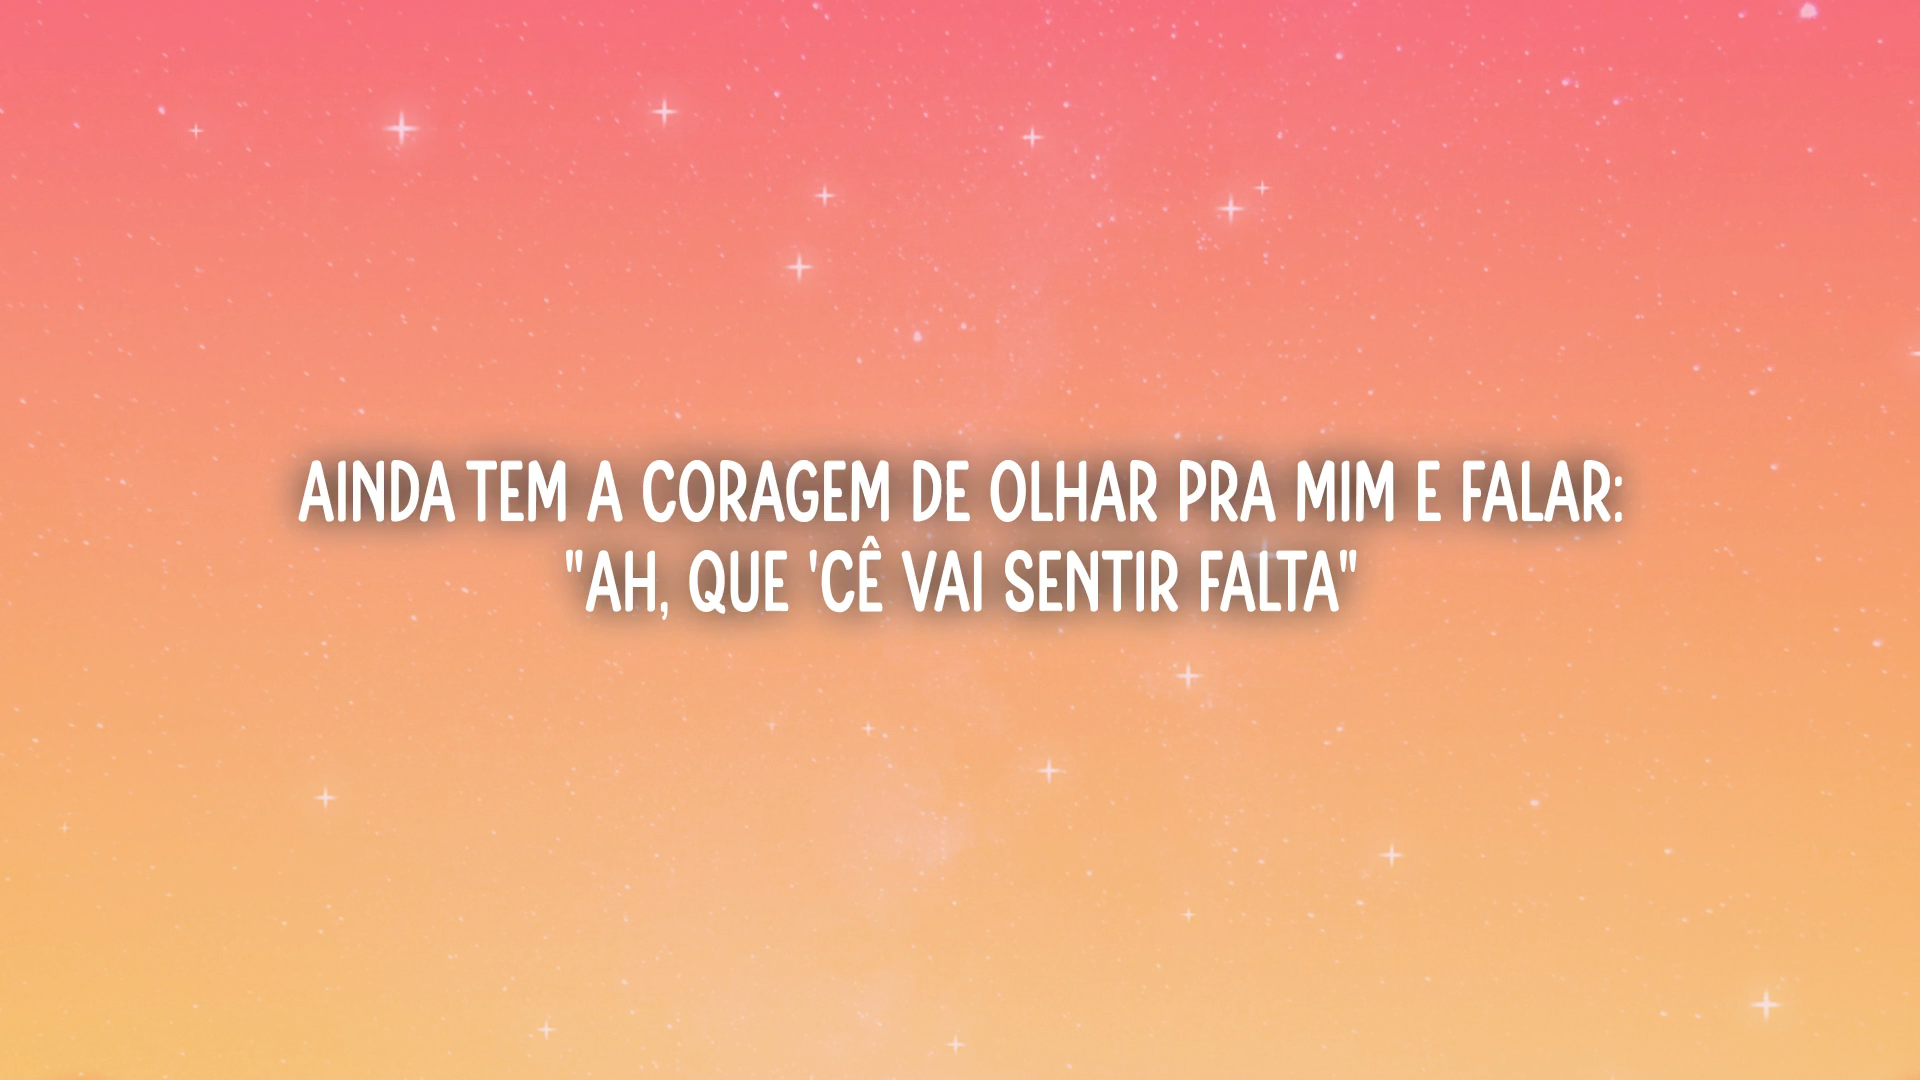 AINDA TEM A CORAGEM DE OLHAR PRA MIM E FALAR:
"AH, QUE 'CÊ VAI SENTIR FALTA"